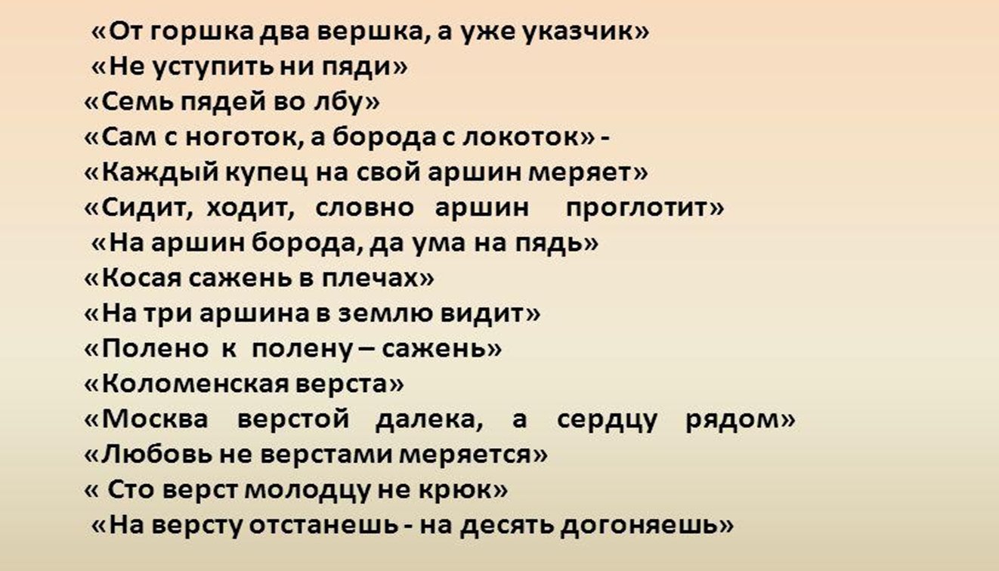 «От горшка два вершка, а уже указчик»
«Не уступить ни пяди»
«Семь пядей во лбу»
«Сам с ноготок, а борода с локоток» -
«Каждый купец на свой аршин меряет»
«Сидит, ходит, словно аршин проглотит»
«На аршин борода, да ума на пядь»
«Косая сажень в плечах»
«На три аршина в землю видит»
«Полено к полену – сажень»
«Коломенская верста»
«Москва верстой далека, а сердцу рядом»
«Любовь не верстами меряется»
« Сто верст молодцу не крюк»
«На версту отстанешь - на десять догоняешь»